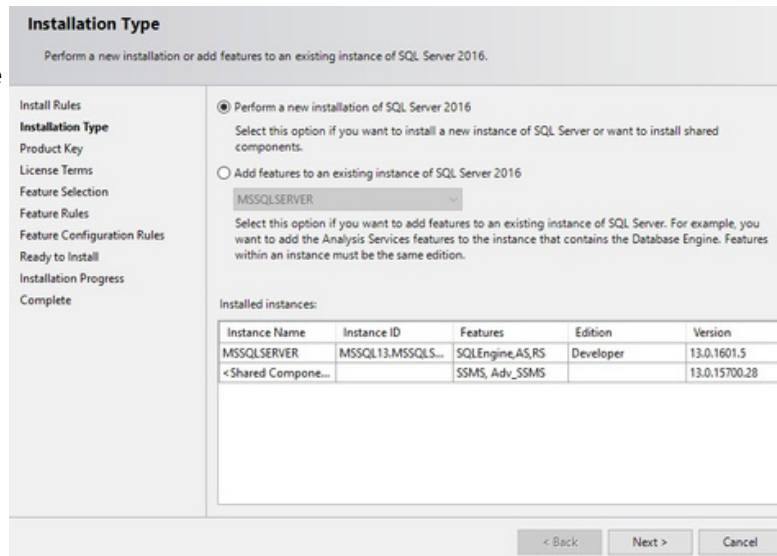 Installation Type
Perform a new installation or add features to an existing instance of SQL Server 2016.
Install Rules
Installation Type
Product Key
License Terms
Feature Selection
Feature Rules
Feature Configuration Rules
Ready to Install
Installation Progress
Complete
Perform a new installation of SQL Server 2016
Select this option if you want to install a new instance of SQL Server or want to install shared
components.
Add features to an existing instance of SQL Server 2016
MSSQLSERVER
Select this option if you want to add features to an existing instance of SQL Server. For example, you
want to add the Analysis Services features to the instance that contains the Database Engine. Features
within an instance must be the same edition.
Installed instances:
Instance Name Instance ID Features Edition Version
MSSQLSERVER MSSQL13.MSSQLS... SQLEngine,AS,RS Developer 13.0.1601.5
<Shared Compone... SSMS, Adv_SSMS 13.0.15700.28
< Back Next > Cancel